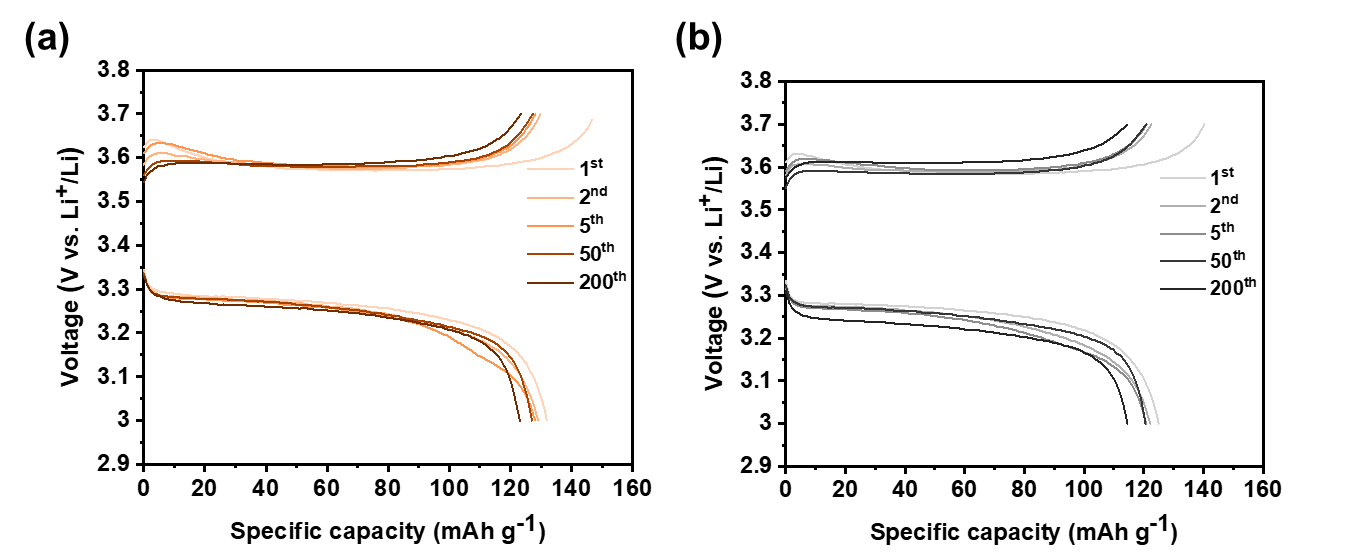 (a)
3.8
3.7
3.6
3.5
3.4
3.3
3.2
3.1
3
2.9
Voltage (V vs. Li⁺/Li)
1st
2nd
5th
50th
200th
0 20 40 60 80 100 120 140 160
Specific capacity (mAh g⁻¹)
(b)
3.8
3.7
3.6
3.5
3.4
3.3
3.2
3.1
3
2.9
Voltage (V vs. Li⁺/Li)
1st
2nd
5th
50th
200th
0 20 40 60 80 100 120 140 160
Specific capacity (mAh g⁻¹)